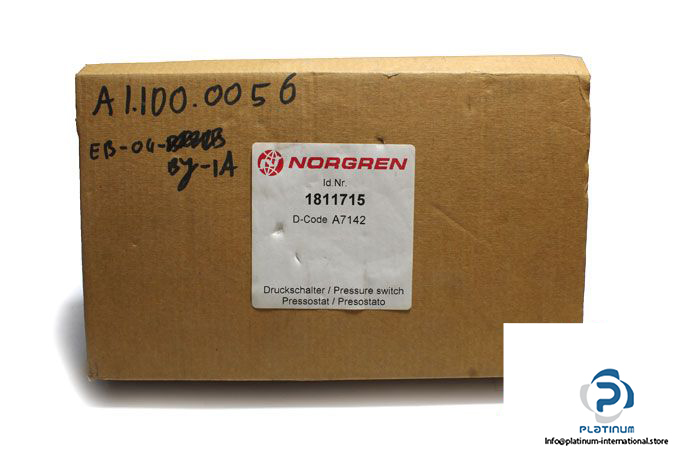 A1.100.0056
EB-04-
By-1A
NORGREN
Id.Nr.
1811715
D-Code A7142
Druckschalter / Pressure switch
Pressostat / Presostato
PLATINUM
Info@platinum-international.store